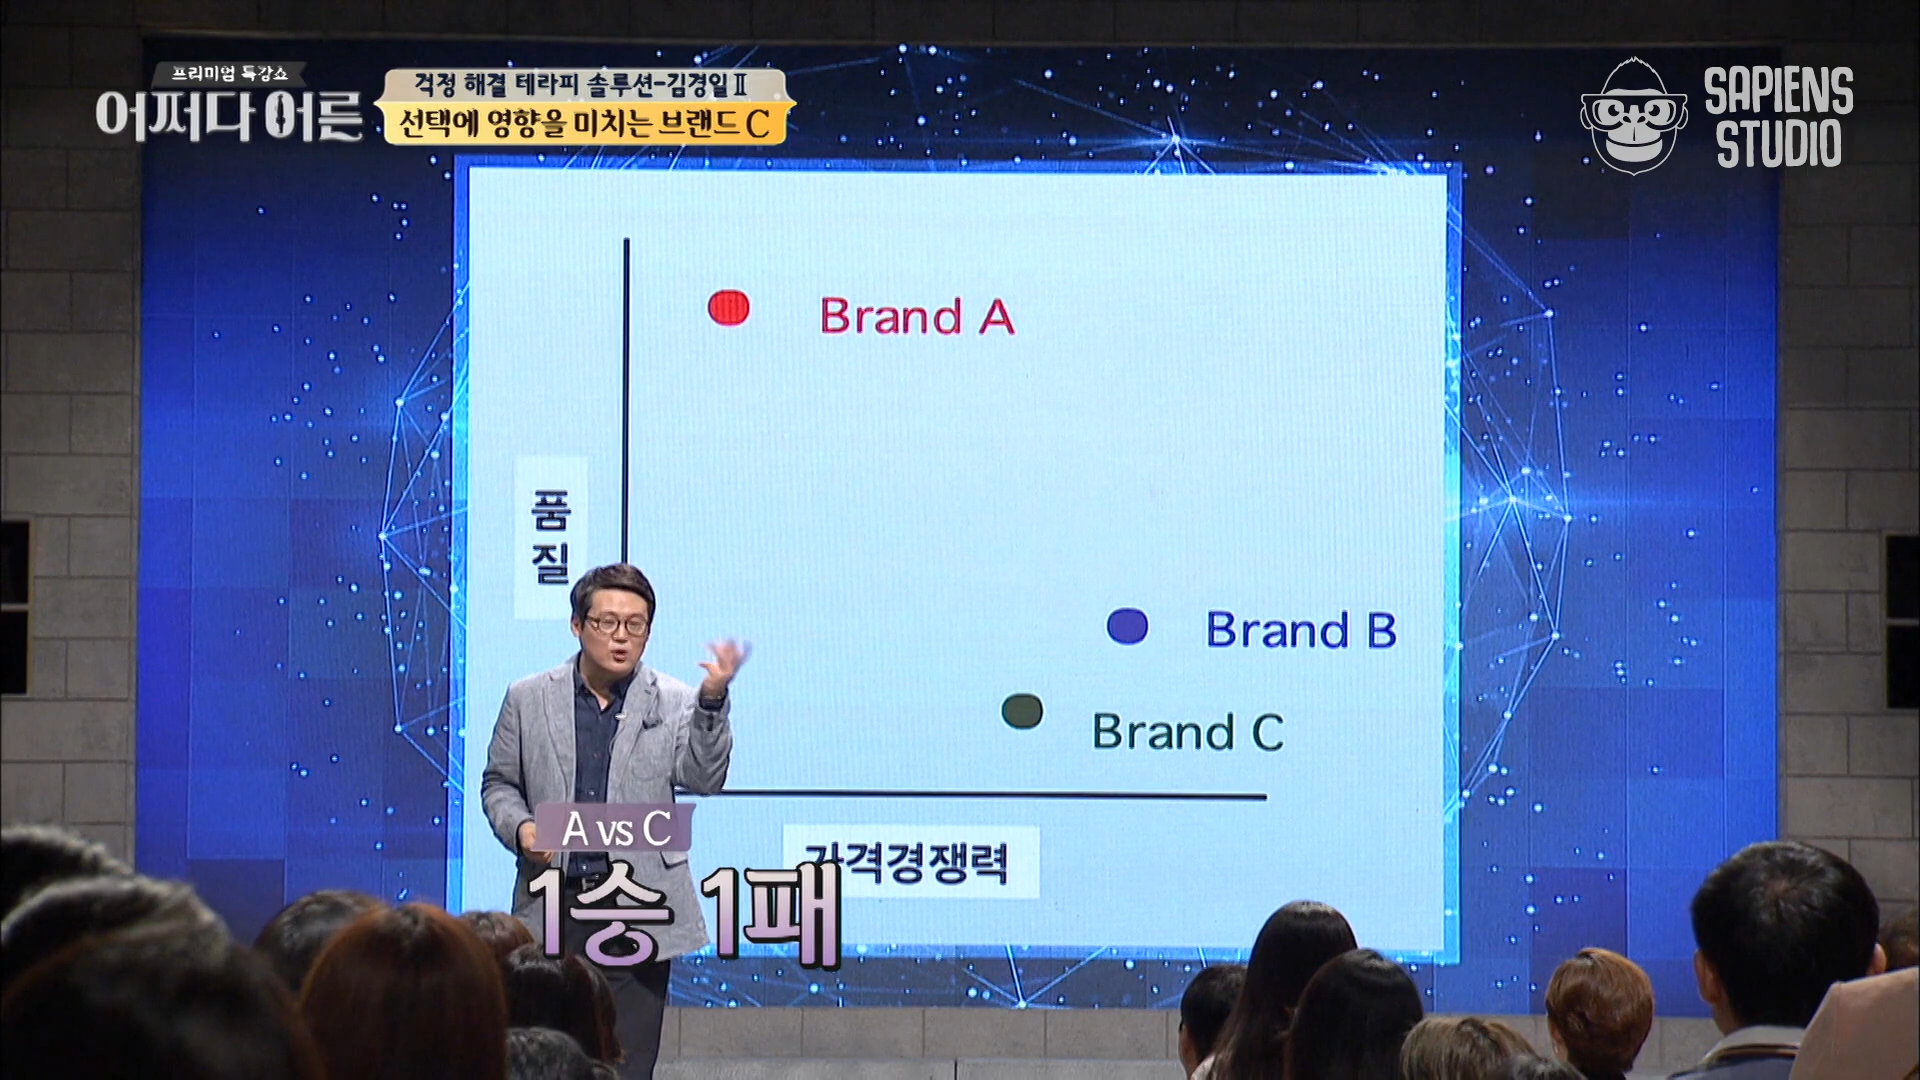 프리미엄 특강쇼
어쩌다 어른
걱정 해결 테라피 솔루션-김경일Ⅱ
선택에 영향을 미치는 브랜드 C
SAPIENS
STUDIO
Brand A
품
질
Brand B
Brand C
가격경쟁력
A vs C
1승 1패